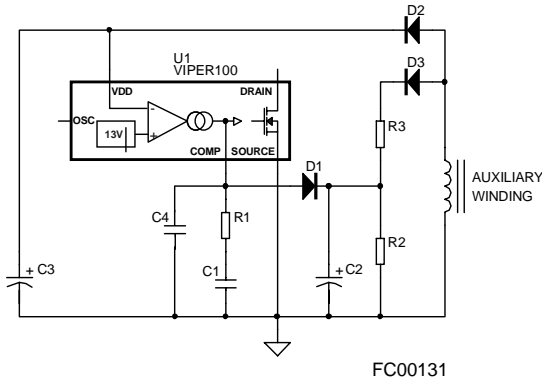 D2
U1
VIPER100
D3
VDD
DRAIN
OSC
-
13V
+
R3
COMP SOURCE
D1
AUXILIARY
WINDING
C4
R1
R2
+ C3
C1
+ C2
FC00131